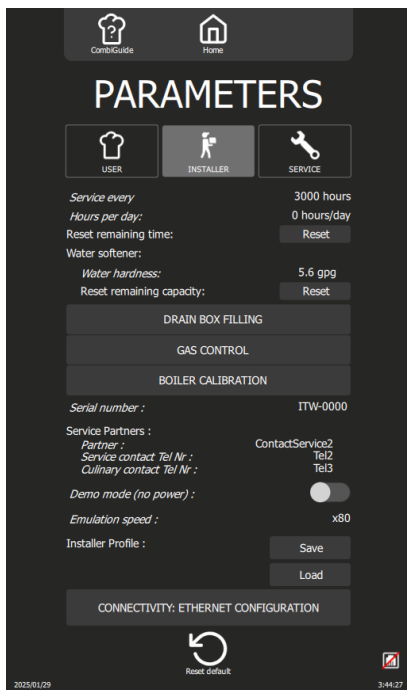 CombiGuide Home
PARAMETERS
USER INSTALLER SERVICE
Service every 3000 hours
Hours per day: 0 hours/day
Reset remaining time: Reset
Water softener:
Water hardness: 5.6 gpg
Reset remaining capacity: Reset
DRAIN BOX FILLING
GAS CONTROL
BOILER CALIBRATION
Serial number : ITW-0000
Service Partners :
Partner : ContactService2
Service contact Tel Nr : Tel2
Culinary contact Tel Nr : Tel3
Demo mode (no power) :
Emulation speed : x80
Installer Profile : Save
Load
CONNECTIVITY: ETHERNET CONFIGURATION
Reset default
2025/01/29 3:44:27